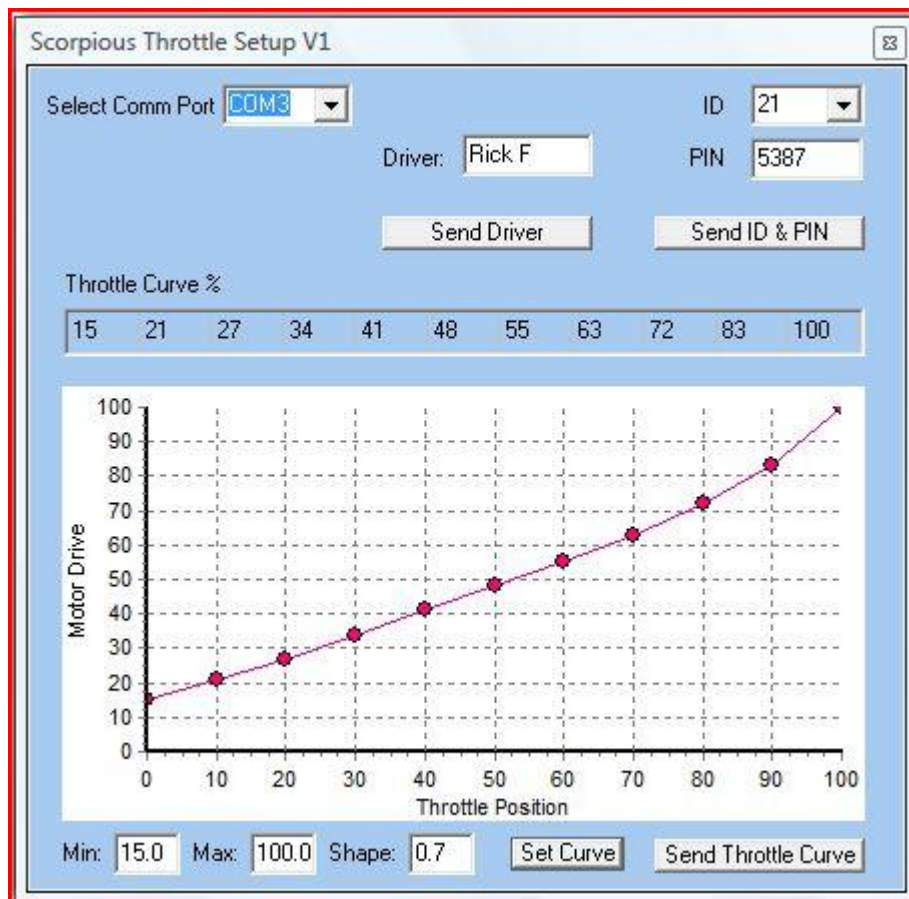 Scorpious Throttle Setup V1
Select Comm Port COM3 ID 21
Driver: Rick F PIN 5387
Send Driver Send ID & PIN
Throttle Curve %
15 21 27 34 41 48 55 63 72 83 100
100
90
80
70
60
50
40
30
20
10
0
Motor Drive
0 10 20 30 40 50 60 70 80 90 100
Throttle Position
Min: 15.0 Max: 100.0 Shape: 0.7 Set Curve Send Throttle Curve